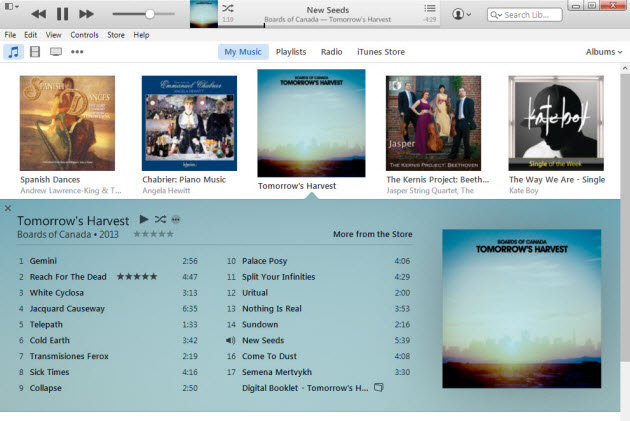 New Seeds
Boards of Canada — Tomorrow's Harvest
1:10
-4:29
Search Lib...
File Edit View Controls Store Help
My Music Playlists Radio iTunes Store
Albums
SPANISH DANCES
Emmanuel Chabrier
BOARDS OF CANADA
TOMORROW'S HARVEST
Jasper
THE KERNIS PROJECT: BEETHOVEN
kate boy
Single of the Week
Spanish Dances
Andrew Lawrence-King & T...
Chabrier: Piano Music
Angela Hewitt
Tomorrow's Harvest
The Kernis Project: Beeth...
Jasper String Quartet, The
The Way We Are - Single
Kate Boy
Tomorrow's Harvest
Boards of Canada • 2013
More from the Store
1 Gemini 2:56
2 Reach For The Dead ★★★★★ 4:47
3 White Cyclosa 3:13
4 Jacquard Causeway 6:35
5 Telepath 1:33
6 Cold Earth 3:42
7 Transmisiones Ferox 2:19
8 Sick Times 4:16
9 Collapse 2:50
10 Palace Posy 4:06
11 Split Your Infinities 4:29
12 Uritual 2:00
13 Nothing Is Real 3:53
14 Sundown 2:16
New Seeds 5:39
16 Come To Dust 4:08
17 Semena Mertvykh 3:30
Digital Booklet - Tomorrow's H...
BOARDS OF CANADA
TOMORROW'S HARVEST